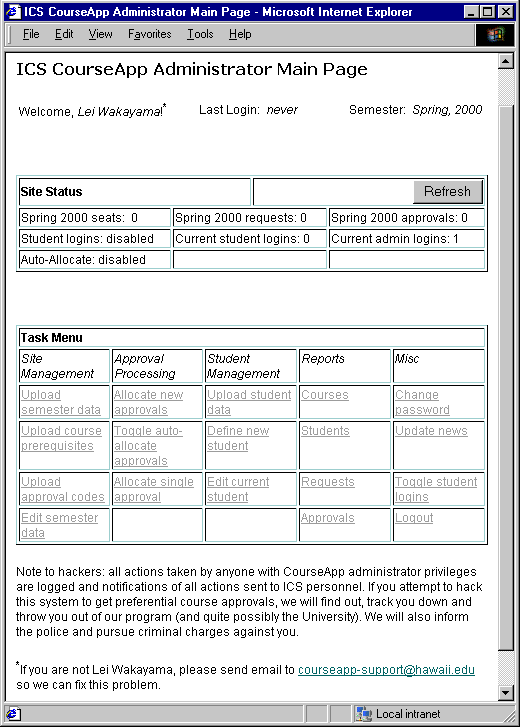 ICS CourseApp Administrator Main Page - Microsoft Internet Explorer
File Edit View Favorites Tools Help
ICS CourseApp Administrator Main Page
Welcome, Lei Wakayama!* Last Login: never Semester: Spring, 2000
Site Status Refresh
Spring 2000 seats: 0 Spring 2000 requests: 0 Spring 2000 approvals: 0
Student logins: disabled Current student logins: 0 Current admin logins: 1
Auto-Allocate: disabled
Task Menu
Site Management Approval Processing Student Management Reports Misc
Upload semester data Allocate new approvals Upload student data Courses Change password
Upload course prerequisites Toggle auto-allocate approvals Define new student Students Update news
Upload approval codes Allocate single approval Edit current student Requests Toggle student logins
Edit semester data Approvals Logout
Note to hackers: all actions taken by anyone with CourseApp administrator privileges
are logged and notifications of all actions sent to ICS personnel. If you attempt to hack
this system to get preferential course approvals, we will find out, track you down and
throw you out of our program (and quite possibly the University). We will also inform
the police and pursue criminal charges against you.
*If you are not Lei Wakayama, please send email to courseapp-support@hawaii.edu
so we can fix this problem.
Local intranet